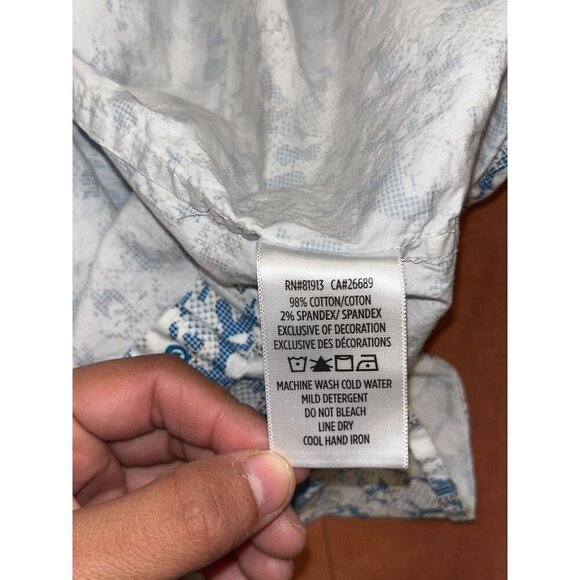 RN#81913 CA#26689
98% COTTON/COTON
2% SPANDEX/ SPANDEX
EXCLUSIVE OF DECORATION
EXCLUSIVE DES DÉCORATIONS
MACHINE WASH COLD WATER
MILD DETERGENT
DO NOT BLEACH
LINE DRY
COOL HAND IRON